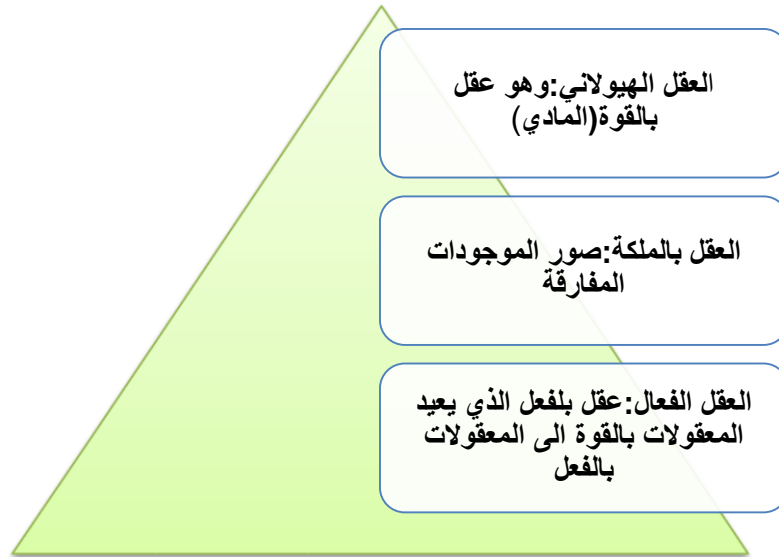 العقل الهيولاني:وهو عقل
بالقوة(المادي)
العقل بالملكة:صور الموجودات
المفارقة
العقل الفعال:عقل بلفعل الذي يعيد
المعقولات بالقوة الى المعقولات
بالفعل